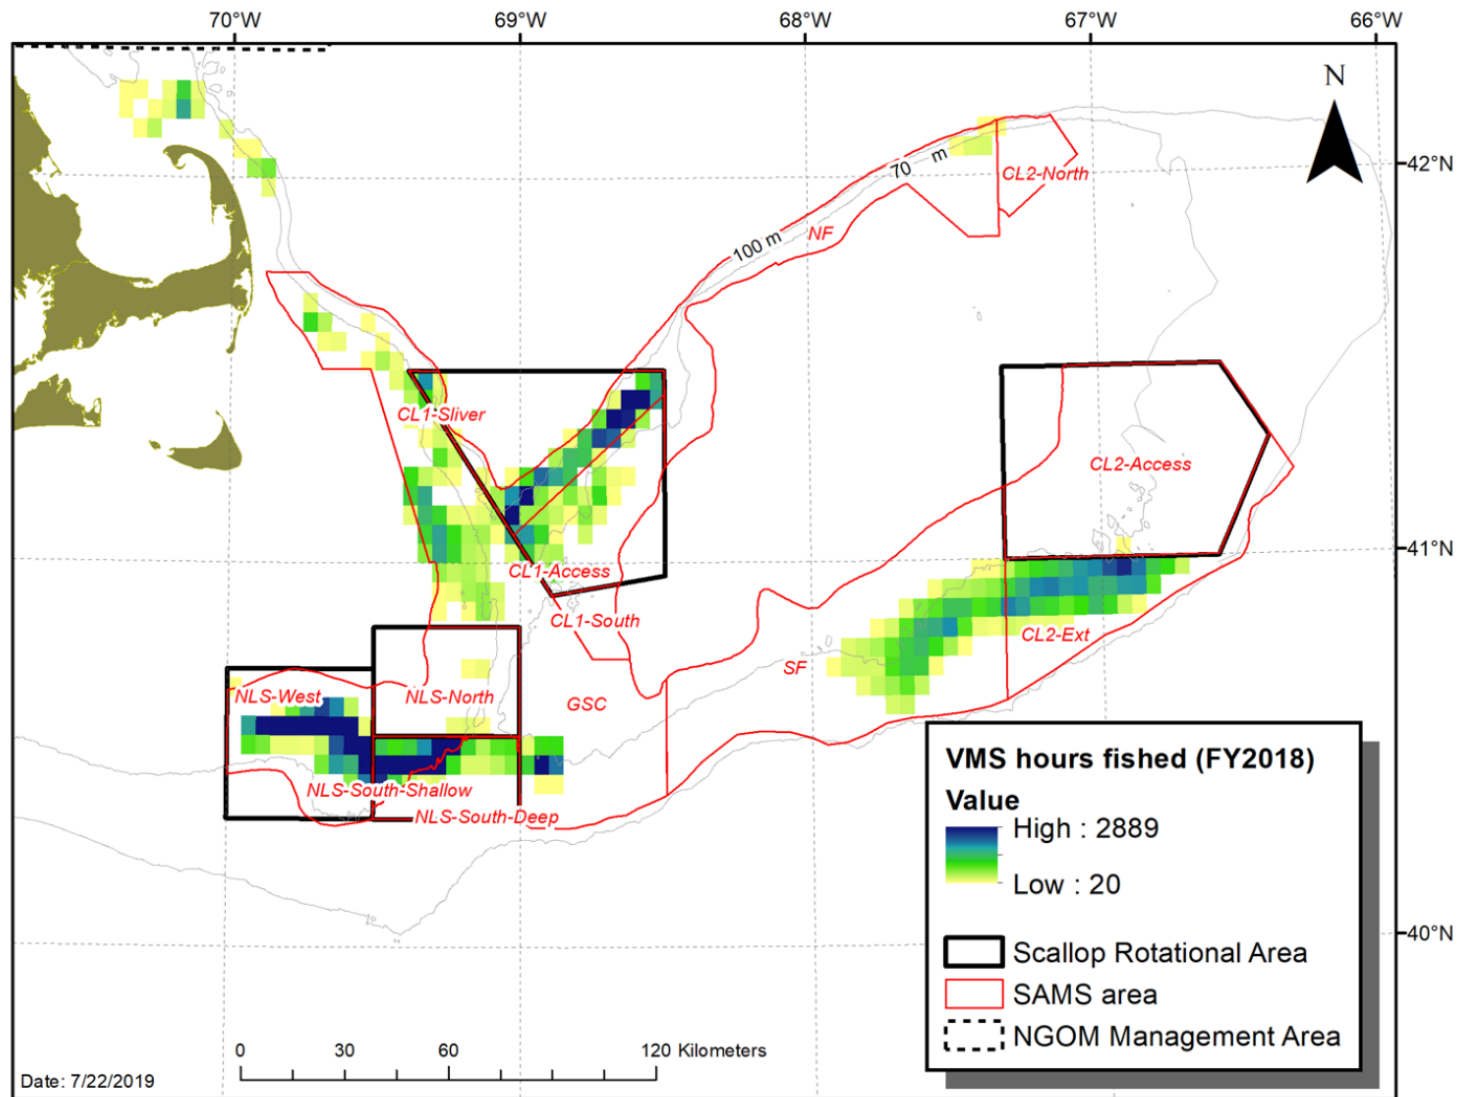 70°W 69°W 68°W 67°W 66°W
N
42°N
70 m
CL2-North
NF
100 m
CL1-Sliver
CL2-Access
41°N
CL1-Access
CL1-South
CL2-Ext
SF
NLS-West
NLS-North
GSC
NLS-South-Shallow
NLS-South-Deep
VMS hours fished (FY2018)
Value
High : 2889
Low : 20
40°N
Scallop Rotational Area
SAMS area
NGOM Management Area
0 30 60 120 Kilometers
Date: 7/22/2019